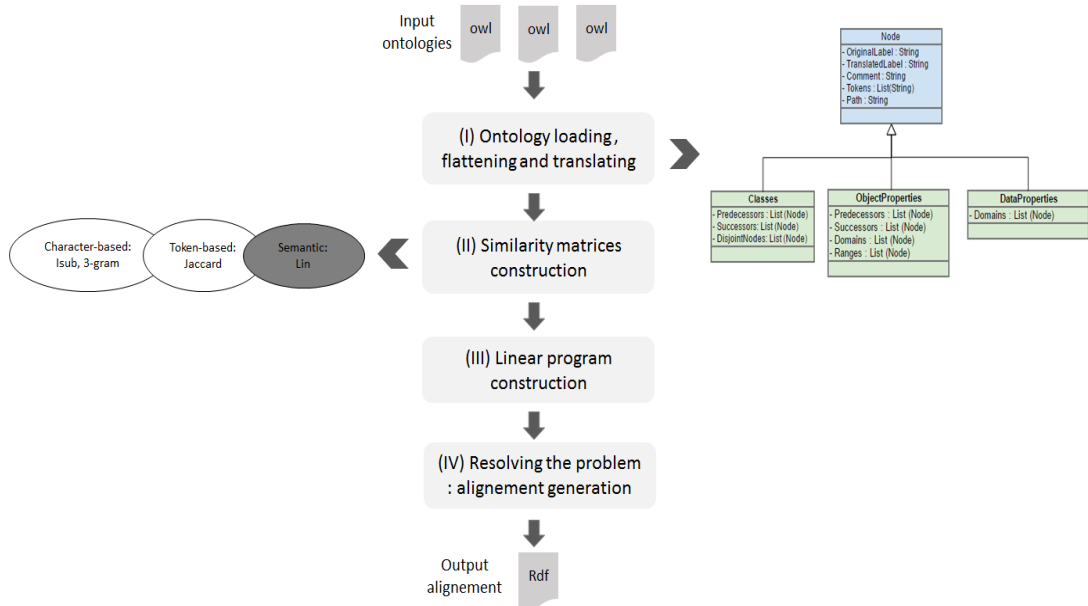 Input
ontologies
owl
owl
owl
(I) Ontology loading ,
flattening and translating
Node
- OriginalLabel : String
- TranslatedLabel : String
- Comment : String
- Tokens : List(String)
- Path : String
Classes
- Predecessors : List (Node)
- Successors: List (Node)
- DisjointNodes: List (Node)
ObjectProperties
- Predecessors : List (Node)
- Successors : List (Node)
- Domains : List (Node)
- Ranges : List (Node)
DataProperties
- Domains : List (Node)
Character-based:
Isub, 3-gram
Token-based:
Jaccard
Semantic:
Lin
(II) Similarity matrices
construction
(III) Linear program
construction
(IV) Resolving the problem
: alignement generation
Output
alignement
Rdf